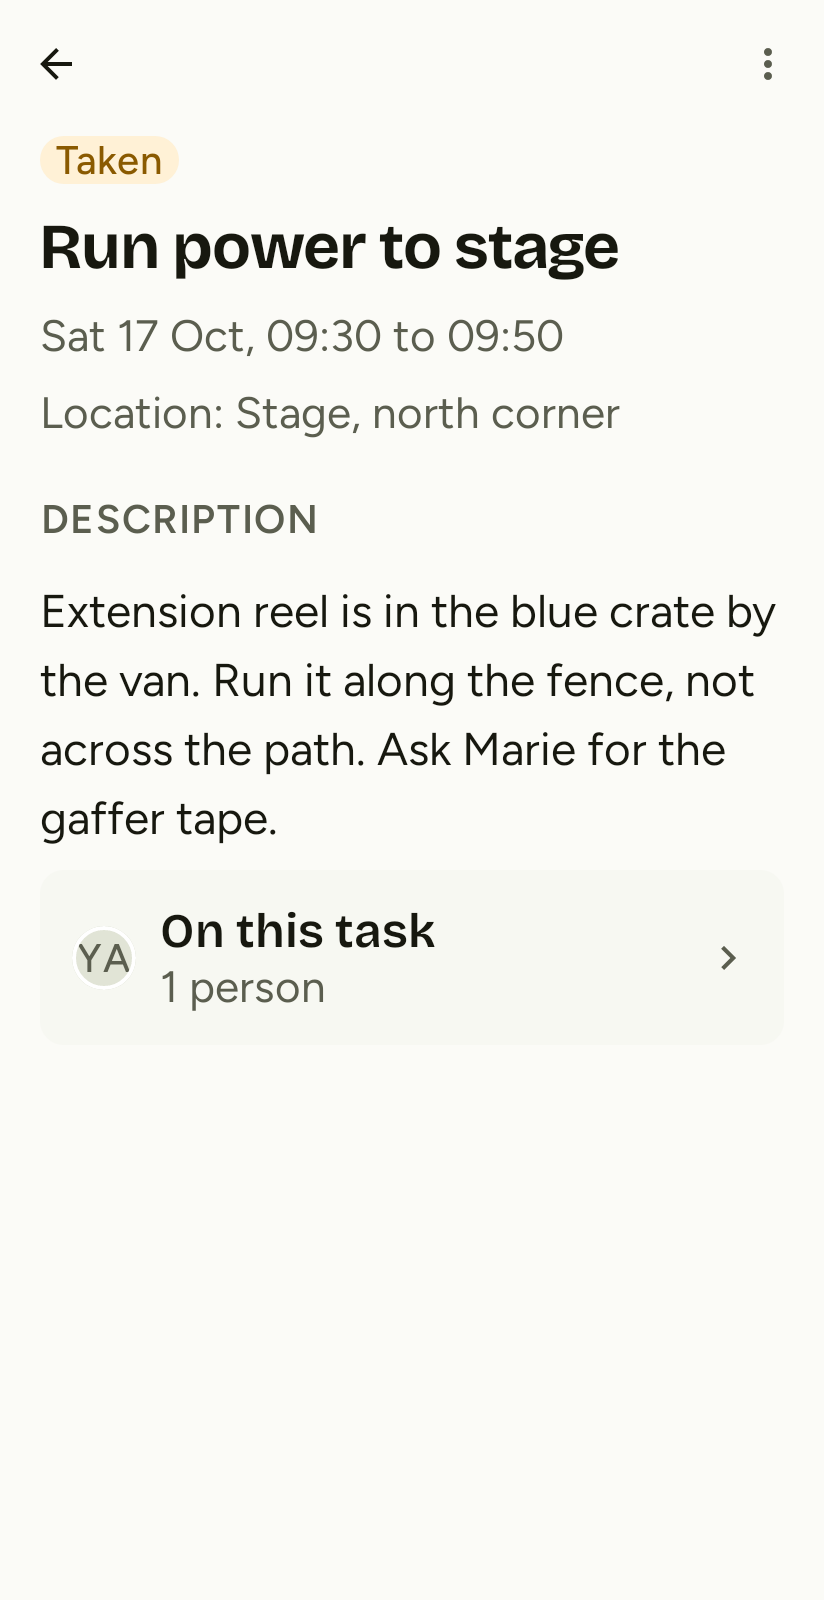 Taken
Run power to stage
Sat 17 Oct, 09:30 to 09:50
Location: Stage, north corner
DESCRIPTION
Extension reel is in the blue crate by
the van. Run it along the fence, not
across the path. Ask Marie for the
gaffer tape.
YA
On this task
1 person